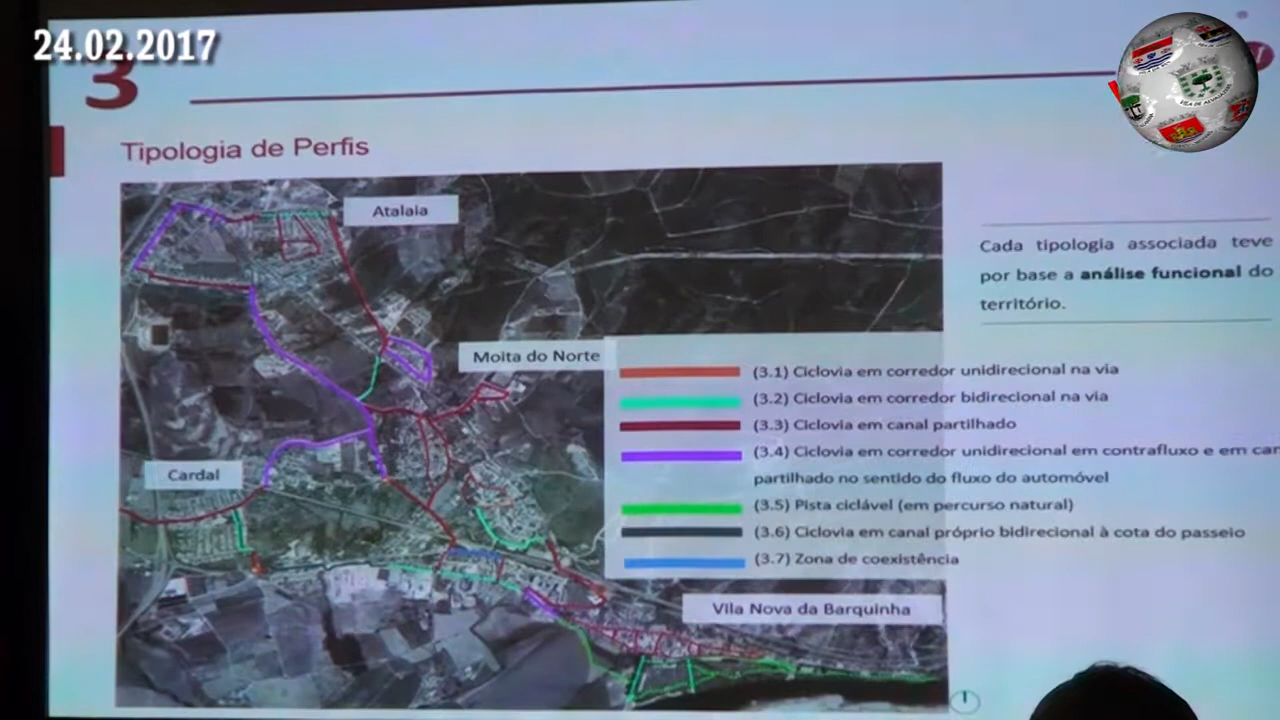 24.02.2017
3
Tipologia de Perfis
Atalaia
Cada tipologia associada teve
por base a análise funcional do
território.
Moita do Norte
(3.1) Ciclovia em corredor unidirecional na via
(3.2) Ciclovia em corredor bidirecional na via
(3.3) Ciclovia em canal partilhado
(3.4) Ciclovia em corredor unidirecional em contrafluxo e em
partilhado no sentido do fluxo do automóvel
Cardal
(3.5) Pista ciclável (em percurso natural)
(3.6) Ciclovia em canal próprio bidirecional à cota do passeio
(3.7) Zona de coexistência
Vila Nova da Barquinha